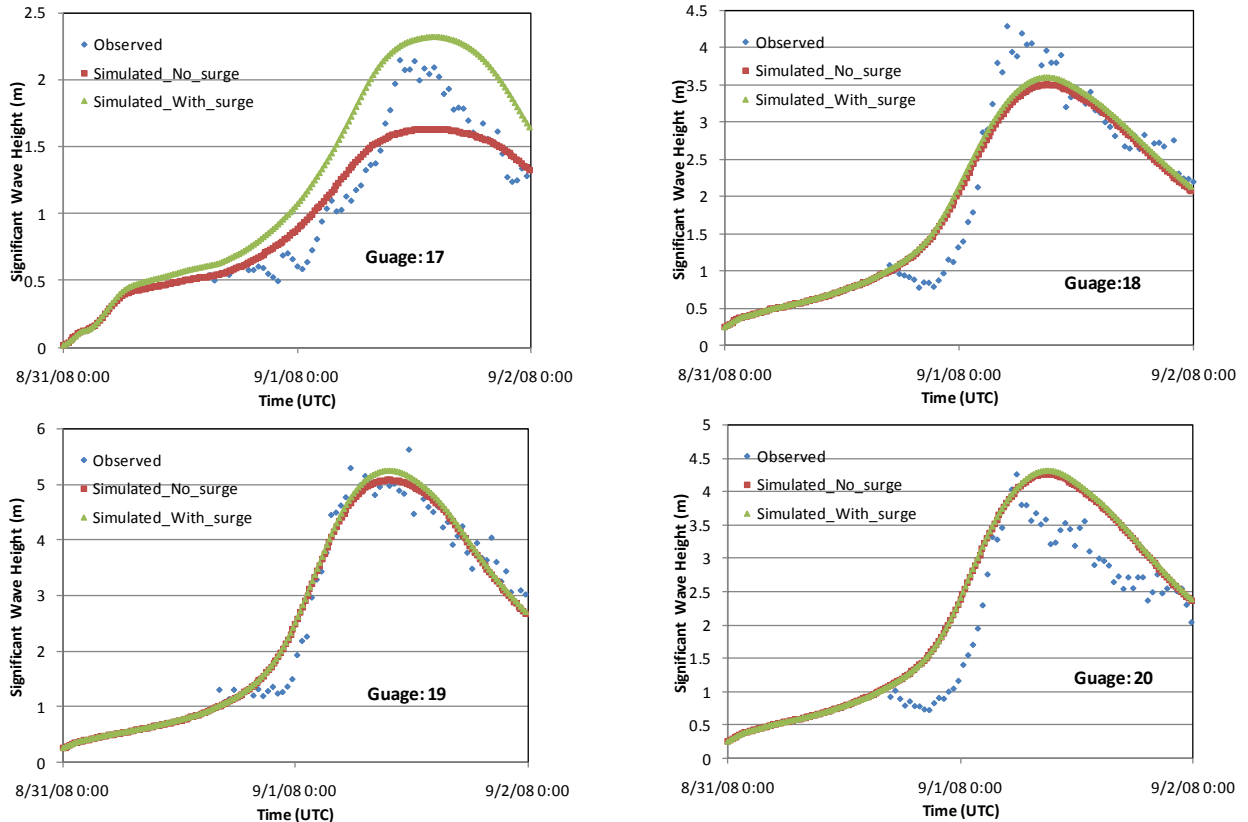 2.5
2
1.5
1
0.5
0
Significant Wave Height (m)
Observed
Simulated_No_surge
Simulated_With_surge
Guage: 17
8/31/08 0:00
9/1/08 0:00
9/2/08 0:00
Time (UTC)
4.5
4
3.5
3
2.5
2
1.5
1
0.5
0
Significant Wave Height (m)
Observed
Simulated_No_surge
Simulated_With_surge
Guage:18
8/31/08 0:00
9/1/08 0:00
9/2/08 0:00
Time (UTC)
6
5
4
3
2
1
0
Significant Wave Height (m)
Observed
Simulated_No_surge
Simulated_With_surge
Guage: 19
8/31/08 0:00
9/1/08 0:00
9/2/08 0:00
Time (UTC)
5
4.5
4
3.5
3
2.5
2
1.5
1
0.5
0
Significant Wave Height (m)
Observed
Simulated_No_surge
Simulated_With_surge
Guage: 20
8/31/08 0:00
9/1/08 0:00
9/2/08 0:00
Time (UTC)